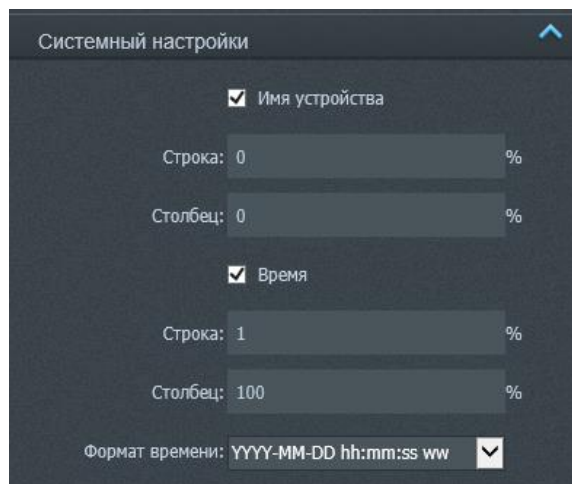 Системный настройки
Имя устройства
Строка: 0 %
Столбец: 0 %
Время
Строка: 1 %
Столбец: 100 %
Формат времени: YYYY-MM-DD hh:mm:ss ww